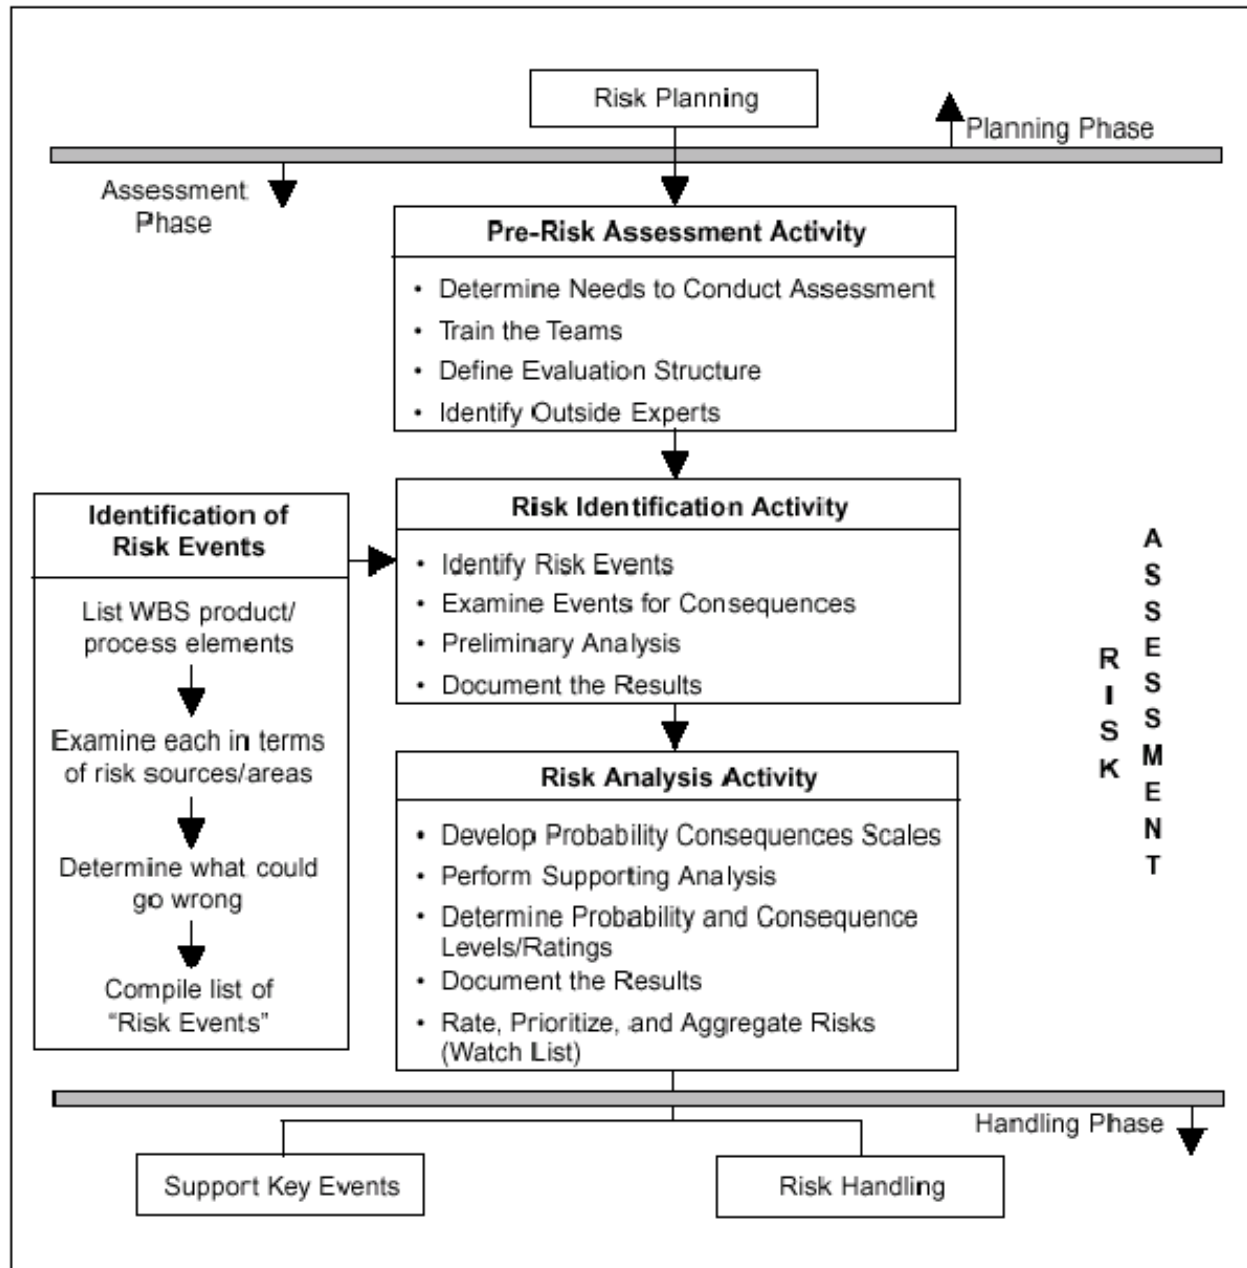 Risk Planning
Planning Phase
Assessment
Phase
Pre-Risk Assessment Activity
• Determine Needs to Conduct Assessment
• Train the Teams
• Define Evaluation Structure
• Identify Outside Experts
Identification of
Risk Events
List WBS product/
process elements
Examine each in terms
of risk sources/areas
Determine what could
go wrong
Compile list of
“Risk Events”
Risk Identification Activity
• Identify Risk Events
• Examine Events for Consequences
• Preliminary Analysis
• Document the Results
Risk Analysis Activity
• Develop Probability Consequences Scales
• Perform Supporting Analysis
• Determine Probability and Consequence
Levels/Ratings
• Document the Results
• Rate, Prioritize, and Aggregate Risks
(Watch List)
RISK
ASSESSMENT
Handling Phase
Support Key Events
Risk Handling